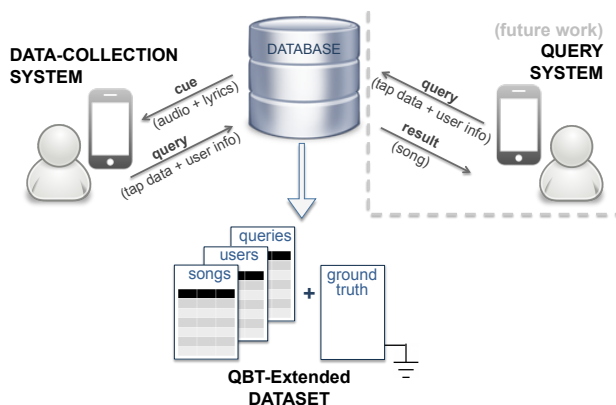 DATA-COLLECTION
SYSTEM
DATABASE
(future work)
QUERY
SYSTEM
cue
(audio + lyrics)
query
(tap data + user info)
query
(tap data + user info)
result
(song)
queries
users
songs
+
ground
truth
QBT-Extended
DATASET